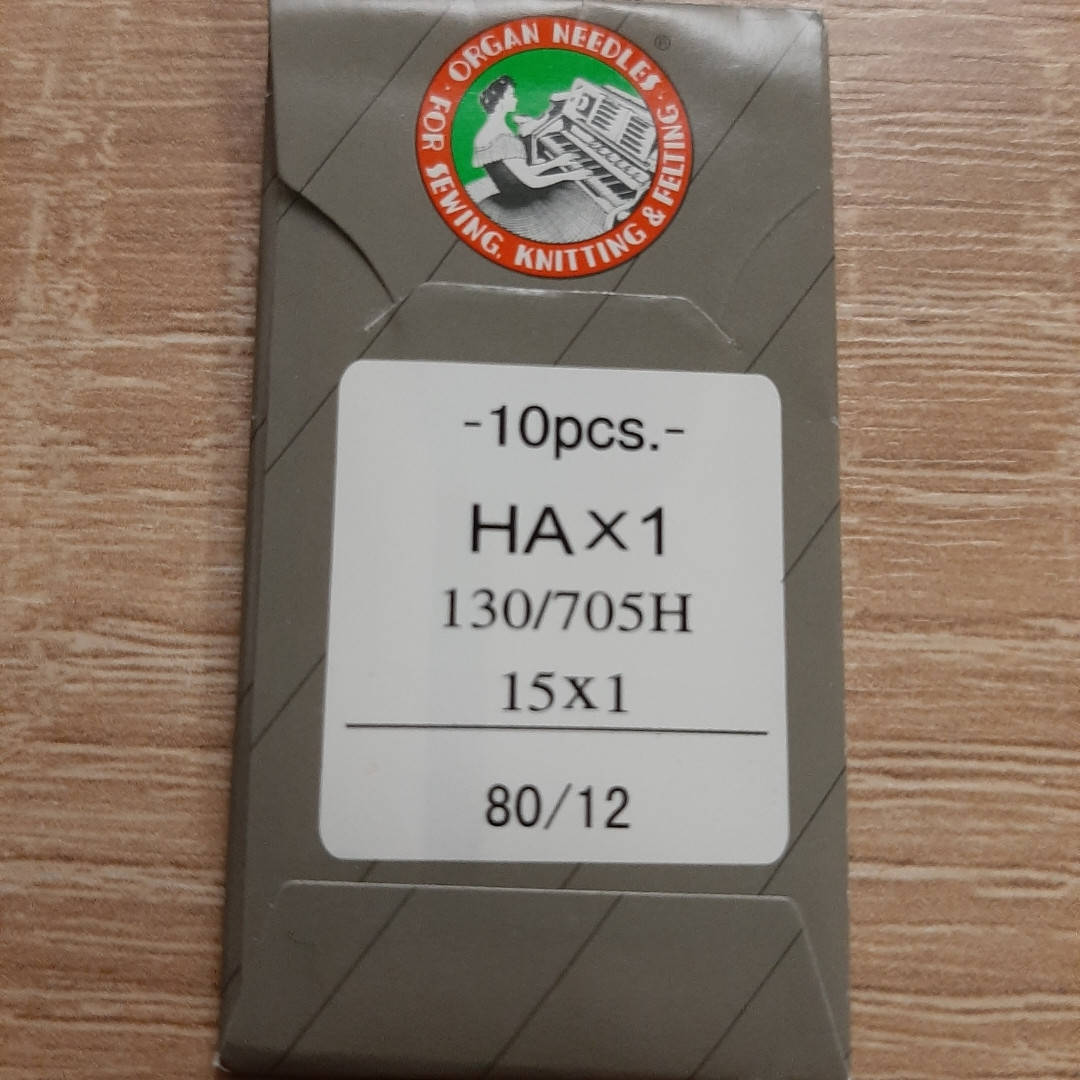 ORGAN NEEDLES
®
· FOR SEWING, KNITTING & FELTING ·
-10pcs.-
HA×1
130/705H
15x1
80/12